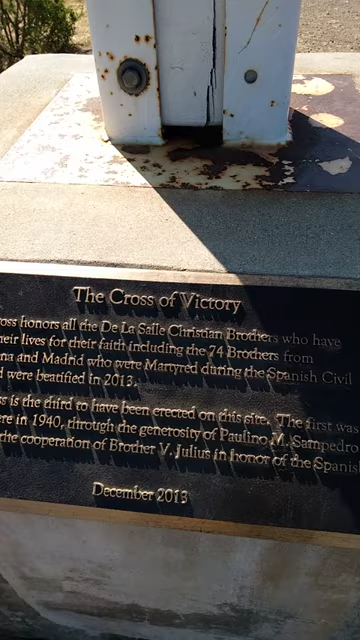 The Cross of Victory
oss honors all the De La Salle Christian Brothers who have
heir lives for their faith including the 74 Brothers from
na and Madrid who were Martyred during the Spanish Civil
d were beatified in 2013.
ss is the third to have been erected on this site. The first was
ere in 1940, through the generosity of Paulino M. Sampedro
the cooperation of Brother V. Julius in honor of the Spanis
December 2013